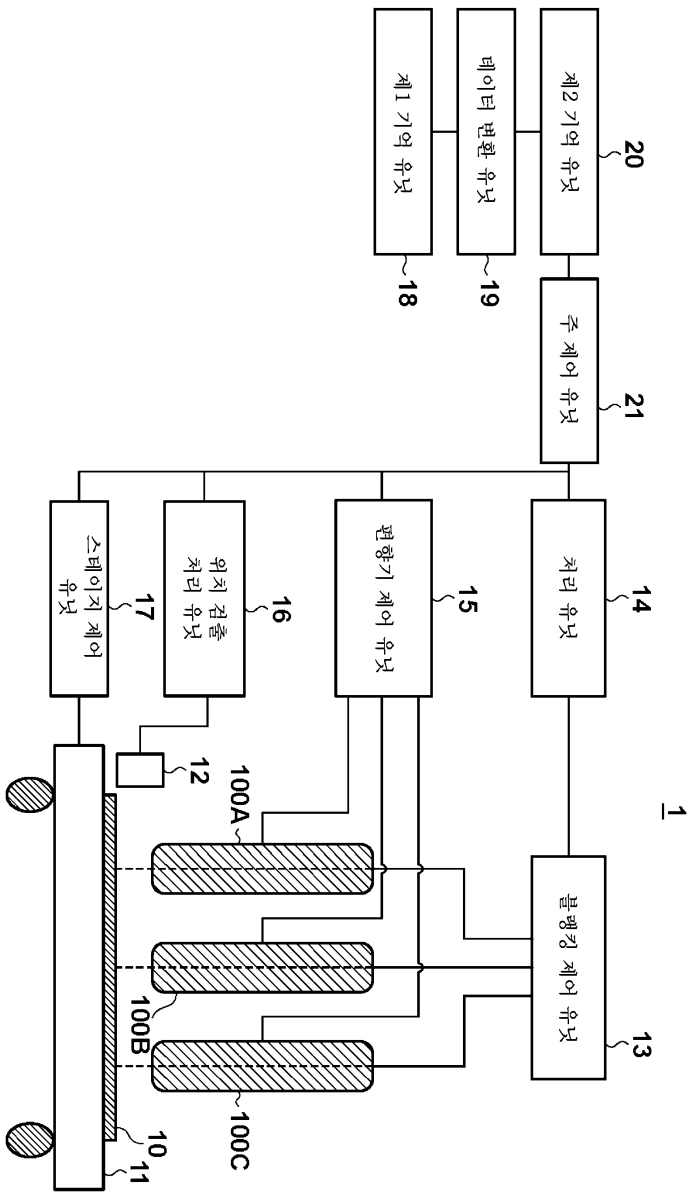 1
제2 기억 유닛
20
데이터 변환 유닛
19
제1 기억 유닛
18
주 제어 유닛
21
처리 유닛
14
편향기 제어 유닛
15
위치 검출
처리 유닛
16
스테이지 제어
유닛
17
블랭킹 제어 유닛
13
12
100A
100B
100C
10
11